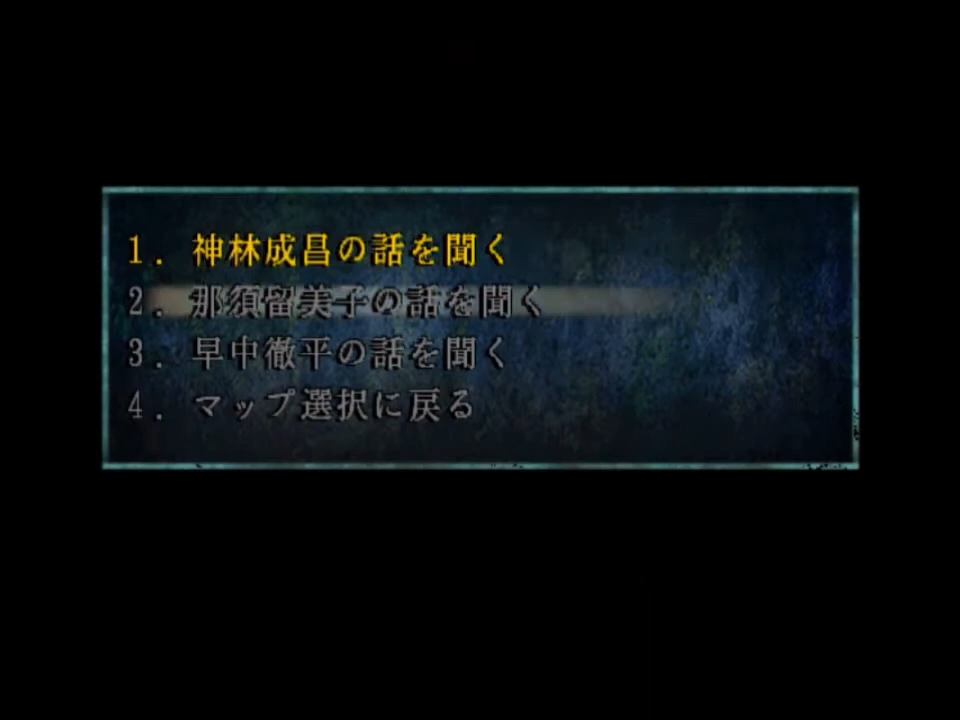 1．神林成昌の話を聞く
2．那須留美子の話を聞く
3．早中徹平の話を聞く
4．マップ選択に戻る